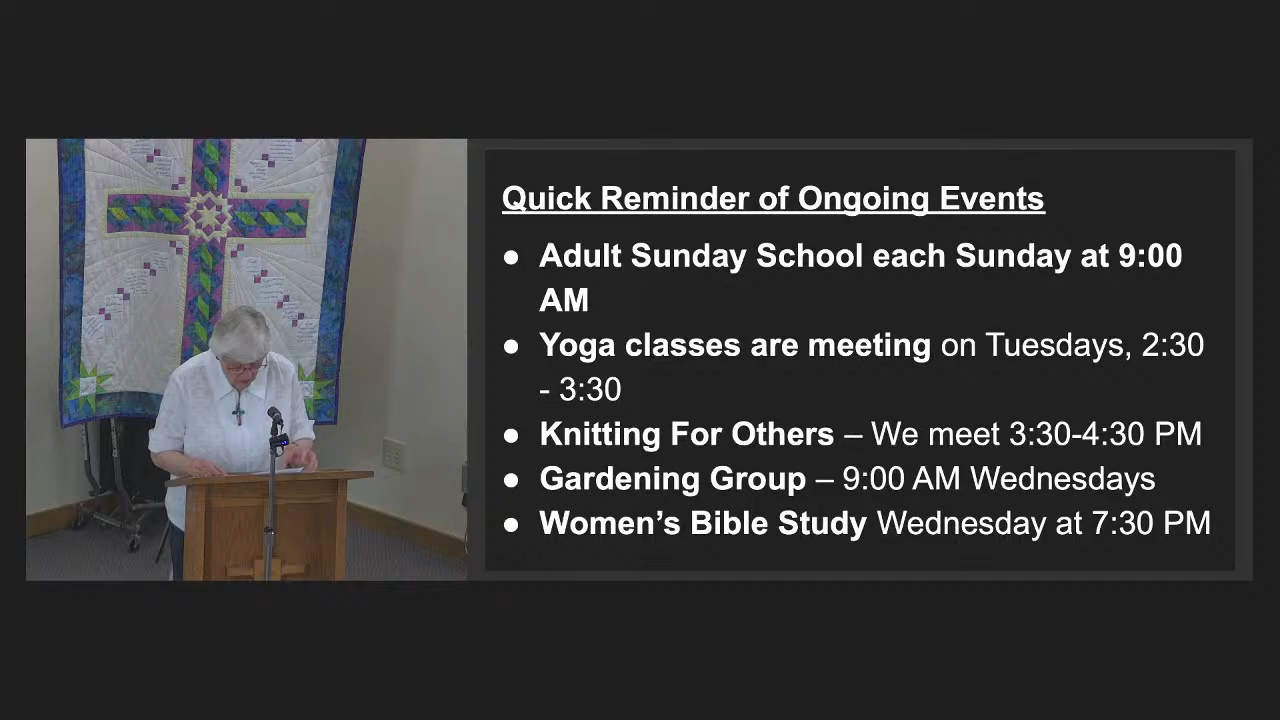 Quick Reminder of Ongoing Events
● Adult Sunday School each Sunday at 9:00
AM
● Yoga classes are meeting on Tuesdays, 2:30
- 3:30
● Knitting For Others – We meet 3:30-4:30 PM
● Gardening Group – 9:00 AM Wednesdays
● Women’s Bible Study Wednesday at 7:30 PM